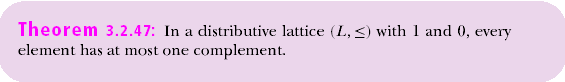 Theorem 3.2.47: In a distributive lattice (L, ≤) with 1 and 0, every
element has at most one complement.